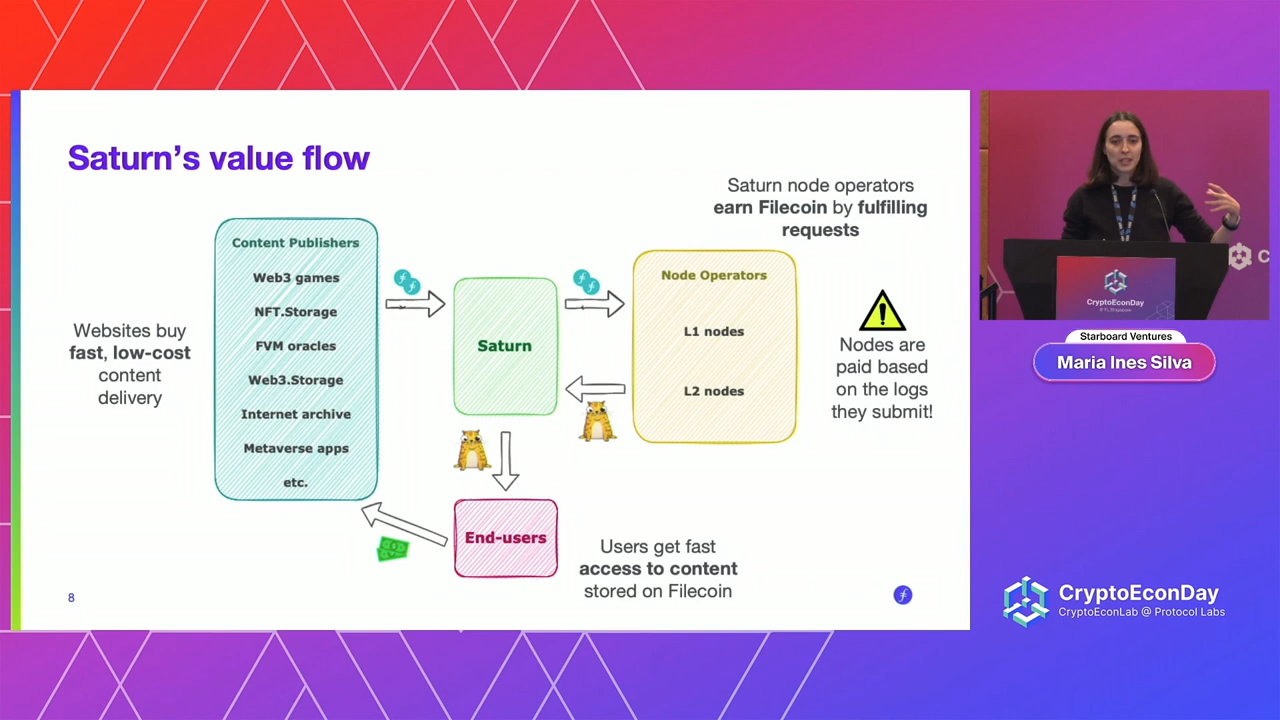 Saturn's value flow
Websites buy
fast, low-cost
content
delivery
Content Publishers
Web3 games
NFT.Storage
FVM oracles
Web3.Storage
Internet archive
Metaverse apps
etc.
Saturn
End-users
Users get fast
access to content
stored on Filecoin
Saturn node operators
earn Filecoin by fulfilling
requests
Node Operators
L1 nodes
L2 nodes
Nodes are
paid based
on the logs
they submit!
8
CryptoEconDay
Starboard Ventures
Maria Ines Silva
CryptoEconDay
CryptoEconLab @ Protocol Labs